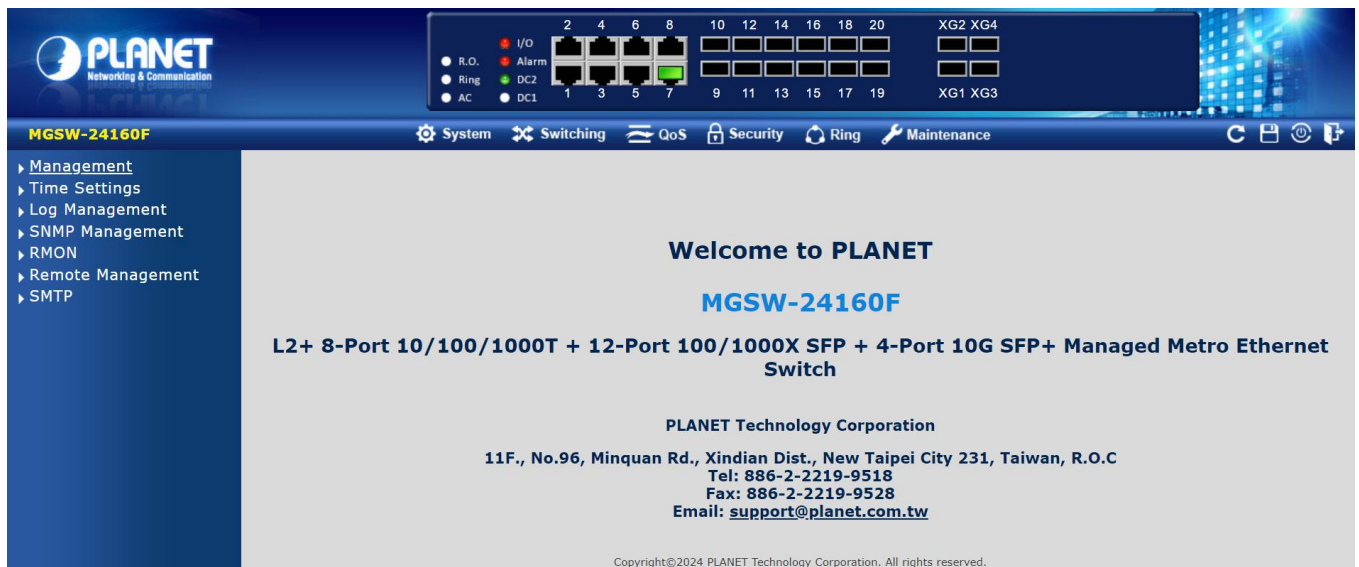 2 4 6 8 10 12 14 16 18 20 XG2 XG4
I/O
R.O. Alarm
Ring DC2
AC DC1
1 3 5 7 9 11 13 15 17 19 XG1 XG3
PLANET
Networking & Communication
MGSW-24160F
System Switching QoS Security Ring Maintenance
Management
Time Settings
Log Management
SNMP Management
RMON
Remote Management
SMTP
Welcome to PLANET
MGSW-24160F
L2+ 8-Port 10/100/1000T + 12-Port 100/1000X SFP + 4-Port 10G SFP+ Managed Metro Ethernet
Switch
PLANET Technology Corporation
11F., No.96, Minquan Rd., Xindian Dist., New Taipei City 231, Taiwan, R.O.C
Tel: 886-2-2219-9518
Fax: 886-2-2219-9528
Email: support@planet.com.tw
Copyright©2024 PLANET Technology Corporation. All rights reserved.